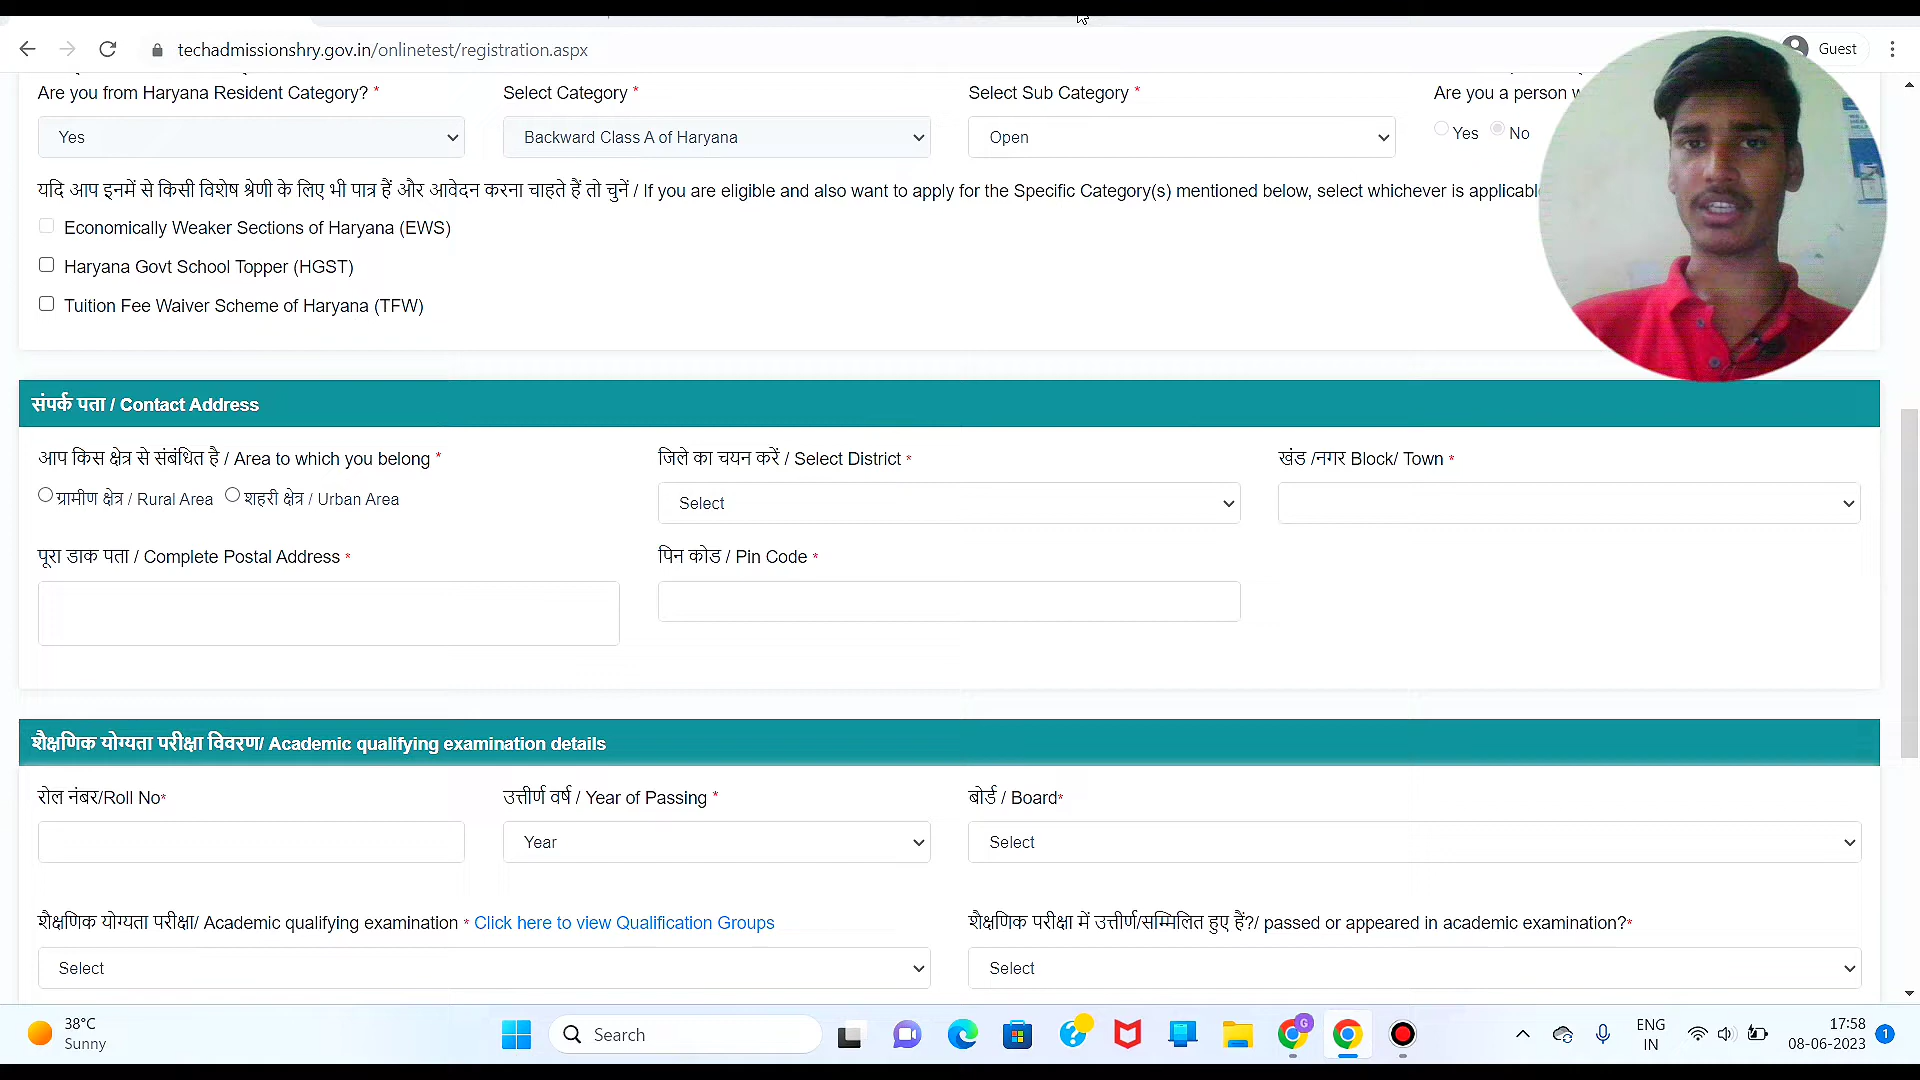 techadmissionshry.gov.in/onlinetest/registration.aspx
Guest
Are you from Haryana Resident Category? *
Select Category *
Select Sub Category *
Are you a person
Yes
Backward Class A of Haryana
Open
Yes No
यदि आप इनमें से किसी विशेष श्रेणी के लिए भी पात्र हैं और आवेदन करना चाहते हैं तो चुनें / If you are eligible and also want to apply for the Specific Category(s) mentioned below, select whichever is
Economically Weaker Sections of Haryana (EWS)
Haryana Govt School Topper (HGST)
Tuition Fee Waiver Scheme of Haryana (TFW)
संपर्क पता / Contact Address
आप किस क्षेत्र से संबंधित है / Area to which you belong *
जिले का चयन करें / Select District *
खंड /नगर Block/ Town *
ग्रामीण क्षेत्र / Rural Area शहरी क्षेत्र / Urban Area
Select
पूरा डाक पता / Complete Postal Address *
पिन कोड / Pin Code *
शैक्षणिक योग्यता परीक्षा विवरण/ Academic qualifying examination details
रोल नंबर/Roll No*
उत्तीर्ण वर्ष / Year of Passing *
बोर्ड / Board*
Year
Select
शैक्षणिक योग्यता परीक्षा/ Academic qualifying examination * Click here to view Qualification Groups
शैक्षणिक परीक्षा में उत्तीर्ण/सम्मिलित हुए हैं?/ passed or appeared in academic examination?*
Select
Select
38°C
Sunny
Search
ENG
IN
17:58
08-06-2023
1